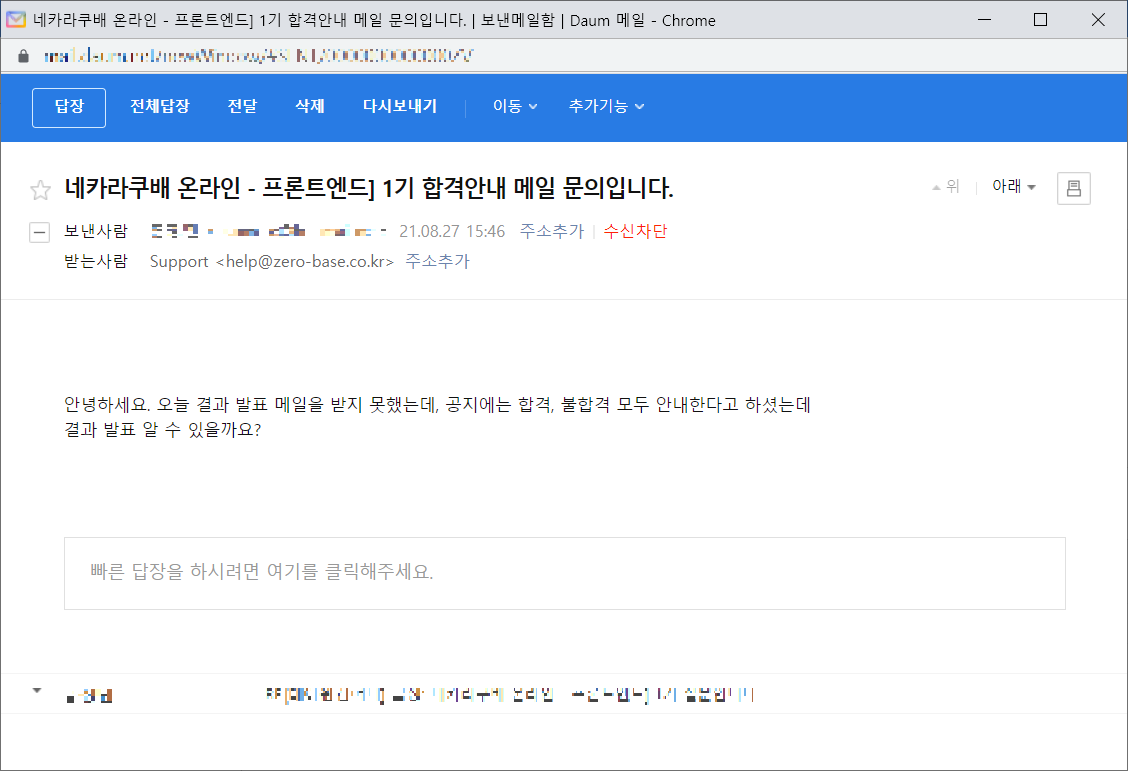 네카라쿠배 온라인 - 프론트엔드] 1기 합격안내 메일 문의입니다. | 보낸메일함 | Daum 메일 - Chrome
답장 전체답장 전달 삭제 다시보내기 이동 추가기능
네카라쿠배 온라인 - 프론트엔드] 1기 합격안내 메일 문의입니다. 위 아래
보낸사람 21.08.27 15:46 주소추가 수신차단
받는사람 Support <help@zero-base.co.kr> 주소추가
안녕하세요. 오늘 결과 발표 메일을 받지 못했는데, 공지에는 합격, 불합격 모두 안내한다고 하셨는데
결과 발표 알 수 있을까요?
빠른 답장을 하시려면 여기를 클릭해주세요.